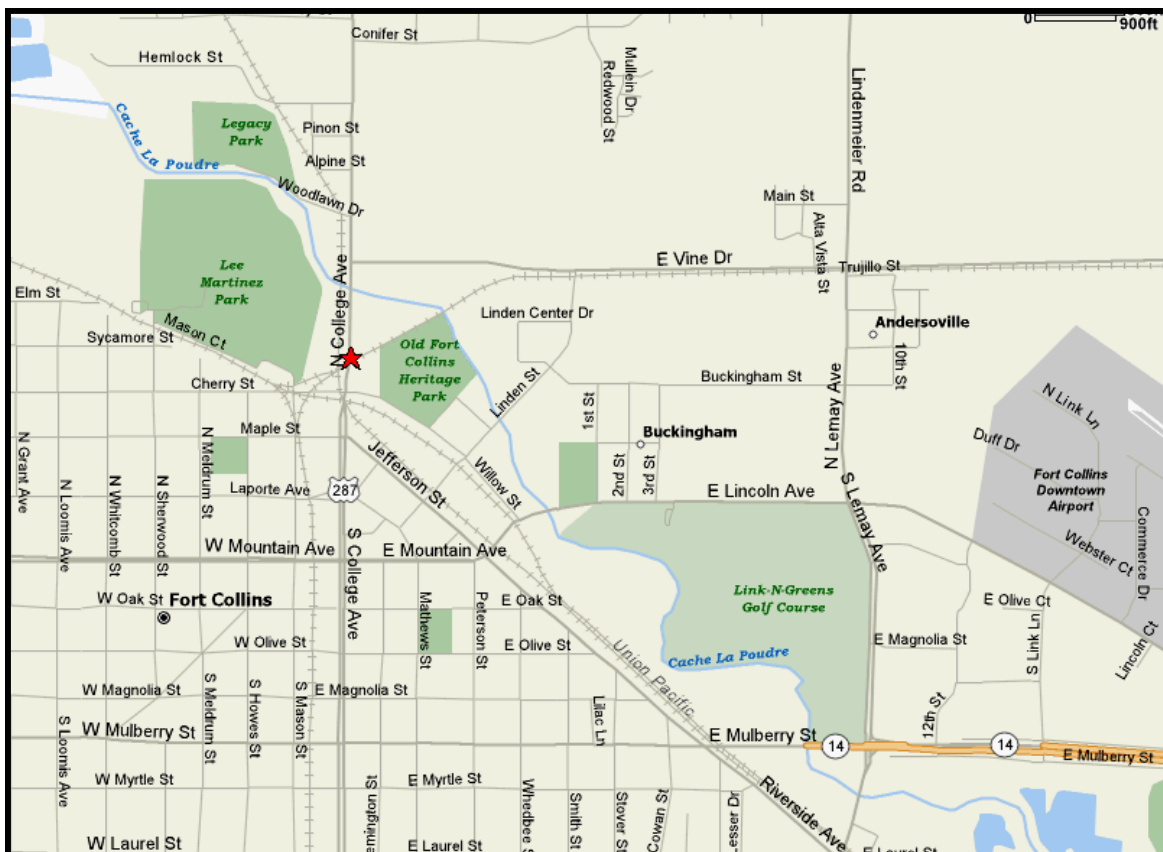 Conifer St
0
900ft
Hemlock St
Mullein Dr
Redwood St
Lindenmeier Rd
Cache La Poudre
Legacy
Park
Pinon St
Alpine St
Woodlawn Dr
Main St
Alta Vista St
E Vine Dr
Trujillo St
Lee
Martinez
Park
N College Ave
Elm St
Mason Ct
Sycamore St
Linden Center Dr
Andersoville
Old Fort
Collins
Heritage
Park
10th St
Cherry St
Linden St
Buckingham St
N Lemay Ave
1st St
N Link Ln
Maple St
Buckingham
Duff Dr
N Grant Ave
N Meldrum St
Jefferson St
Willow St
2nd St
3rd St
Fort Collins
Downtown
Airport
N Loomis Ave
N Whitcomb St
N Sherwood St
Laporte Ave
287
E Lincoln Ave
S Lemay Ave
Commerce Dr
Webster Ct
W Mountain Ave
E Mountain Ave
S College Ave
W Oak St
Fort Collins
Mathews St
Peterson St
E Oak St
Link-N-Greens
Golf Course
E Olive Ct
S Link Ln
Lincoln Ct
W Olive St
E Olive St
Union Pacific
Cache La Poudre
E Magnolia St
W Magnolia St
E Magnolia St
S Meldrum St
S Howes St
S Mason St
Lilac Ln
12th St
S Loomis Ave
W Mulberry St
E Mulberry St
14
14
E Mulberry St
W Myrtle St
E Myrtle St
Riverside Ave
Whedbee S
Smith St
Stover St
Cowan St
W Laurel St
E Laurel St
E Laurel St